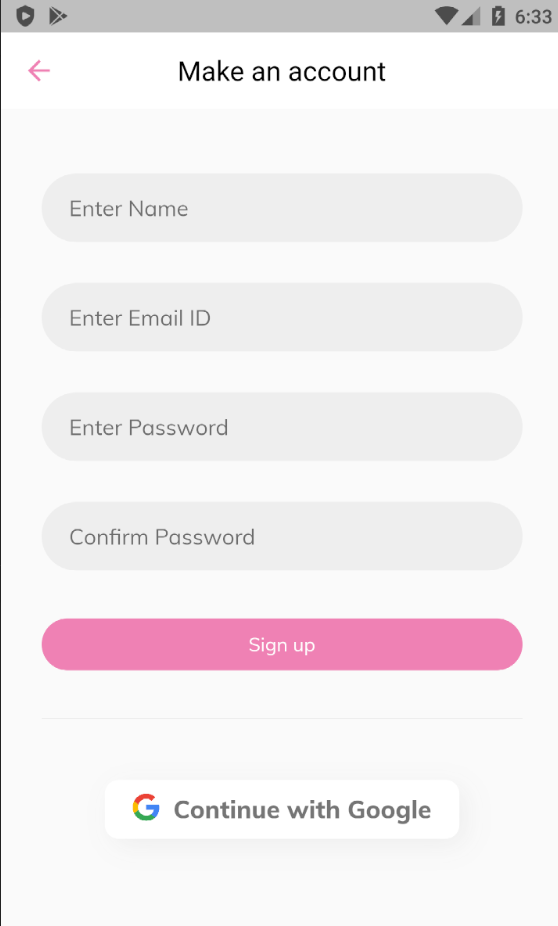 6:33
Make an account
Enter Name
Enter Email ID
Enter Password
Confirm Password
Sign up
Continue with Google